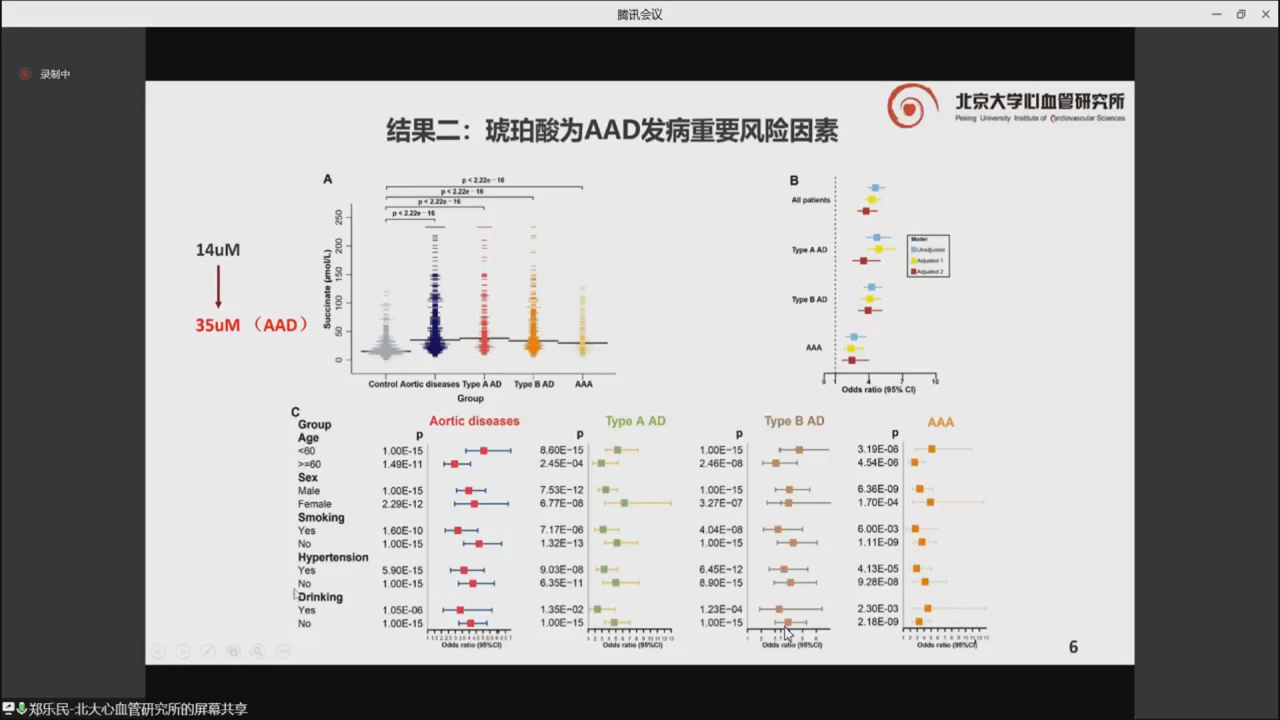 腾讯会议
录制中
北京大学心血管研究所
Peking University Institute of Cardiovascular Sciences
结果二：琥珀酸为AAD发病重要风险因素
14uM
35uM （AAD）
A
p < 2.22e−16
p < 2.22e−16
p < 2.22e−16
p < 2.22e−16
Succinate (μmol/L)
250
200
150
100
50
0
Control Aortic diseases Type A AD Type B AD AAA
Group
B
All patients
Type A AD
Type B AD
AAA
Model
Unadjusted
Adjusted 1
Adjusted 2
0 1 4 7 10
Odds ratio (95% CI)
C
Group Aortic diseases Type A AD Type B AD AAA
Age p p p p
<60 1.00E-15 8.60E−15 1.00E-15 3.19E-06
>=60 1.49E-11 2.45E−04 2.46E−08 4.54E-06
Sex
Male 1.00E-15 7.53E−12 1.00E-15 6.36E-09
Female 2.29E-12 6.77E−08 3.27E−07 1.70E-04
Smoking
Yes 1.60E-10 7.17E−06 4.04E−08 6.00E-03
No 1.00E-15 1.32E−13 1.00E-15 1.11E-09
Hypertension
Yes 5.90E-15 9.03E−08 6.45E−12 4.13E-05
No 1.00E-15 6.35E−11 8.90E−15 9.28E-08
Drinking
Yes 1.05E-06 1.35E−02 1.23E−04 2.30E-03
No 1.00E-15 1.00E−15 1.00E-15 2.18E-09
Odds ratio (95%CI) Odds ratio (95%CI) Odds ratio (95%CI) Odds ratio (95%CI)
6
郑乐民-北大心血管研究所的屏幕共享